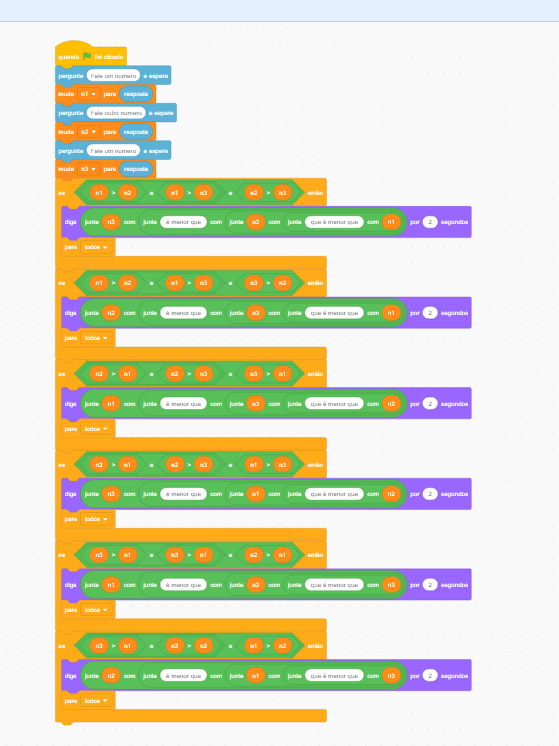 quando for clicado
pergunte Fale um numero e espere
mude n1 para resposta
pergunte Fale outro numero e espere
mude n2 para resposta
pergunte Fale um numero e espere
mude n3 para resposta
se n1 > n2 e n1 > n3 e n2 > n3 então
diga junte n3 com junte é menor que com junte n2 com junte que é menor que com n1 por 2 segundos
pare todos
se n1 > n2 e n1 > n3 e n3 > n2 então
diga junte n2 com junte é menor que com junte n3 com junte que é menor que com n1 por 2 segundos
pare todos
se n2 > n1 e n2 > n3 e n3 > n1 então
diga junte n1 com junte é menor que com junte n3 com junte que é menor que com n2 por 2 segundos
pare todos
se n2 > n1 e n2 > n3 e n1 > n3 então
diga junte n3 com junte é menor que com junte n1 com junte que é menor que com n2 por 2 segundos
pare todos
se n3 > n1 e n3 > n1 e n2 > n1 então
diga junte n1 com junte é menor que com junte n2 com junte que é menor que com n3 por 2 segundos
pare todos
se n3 > n1 e n3 > n2 e n1 > n2 então
diga junte n2 com junte é menor que com junte n1 com junte que é menor que com n3 por 2 segundos
pare todos